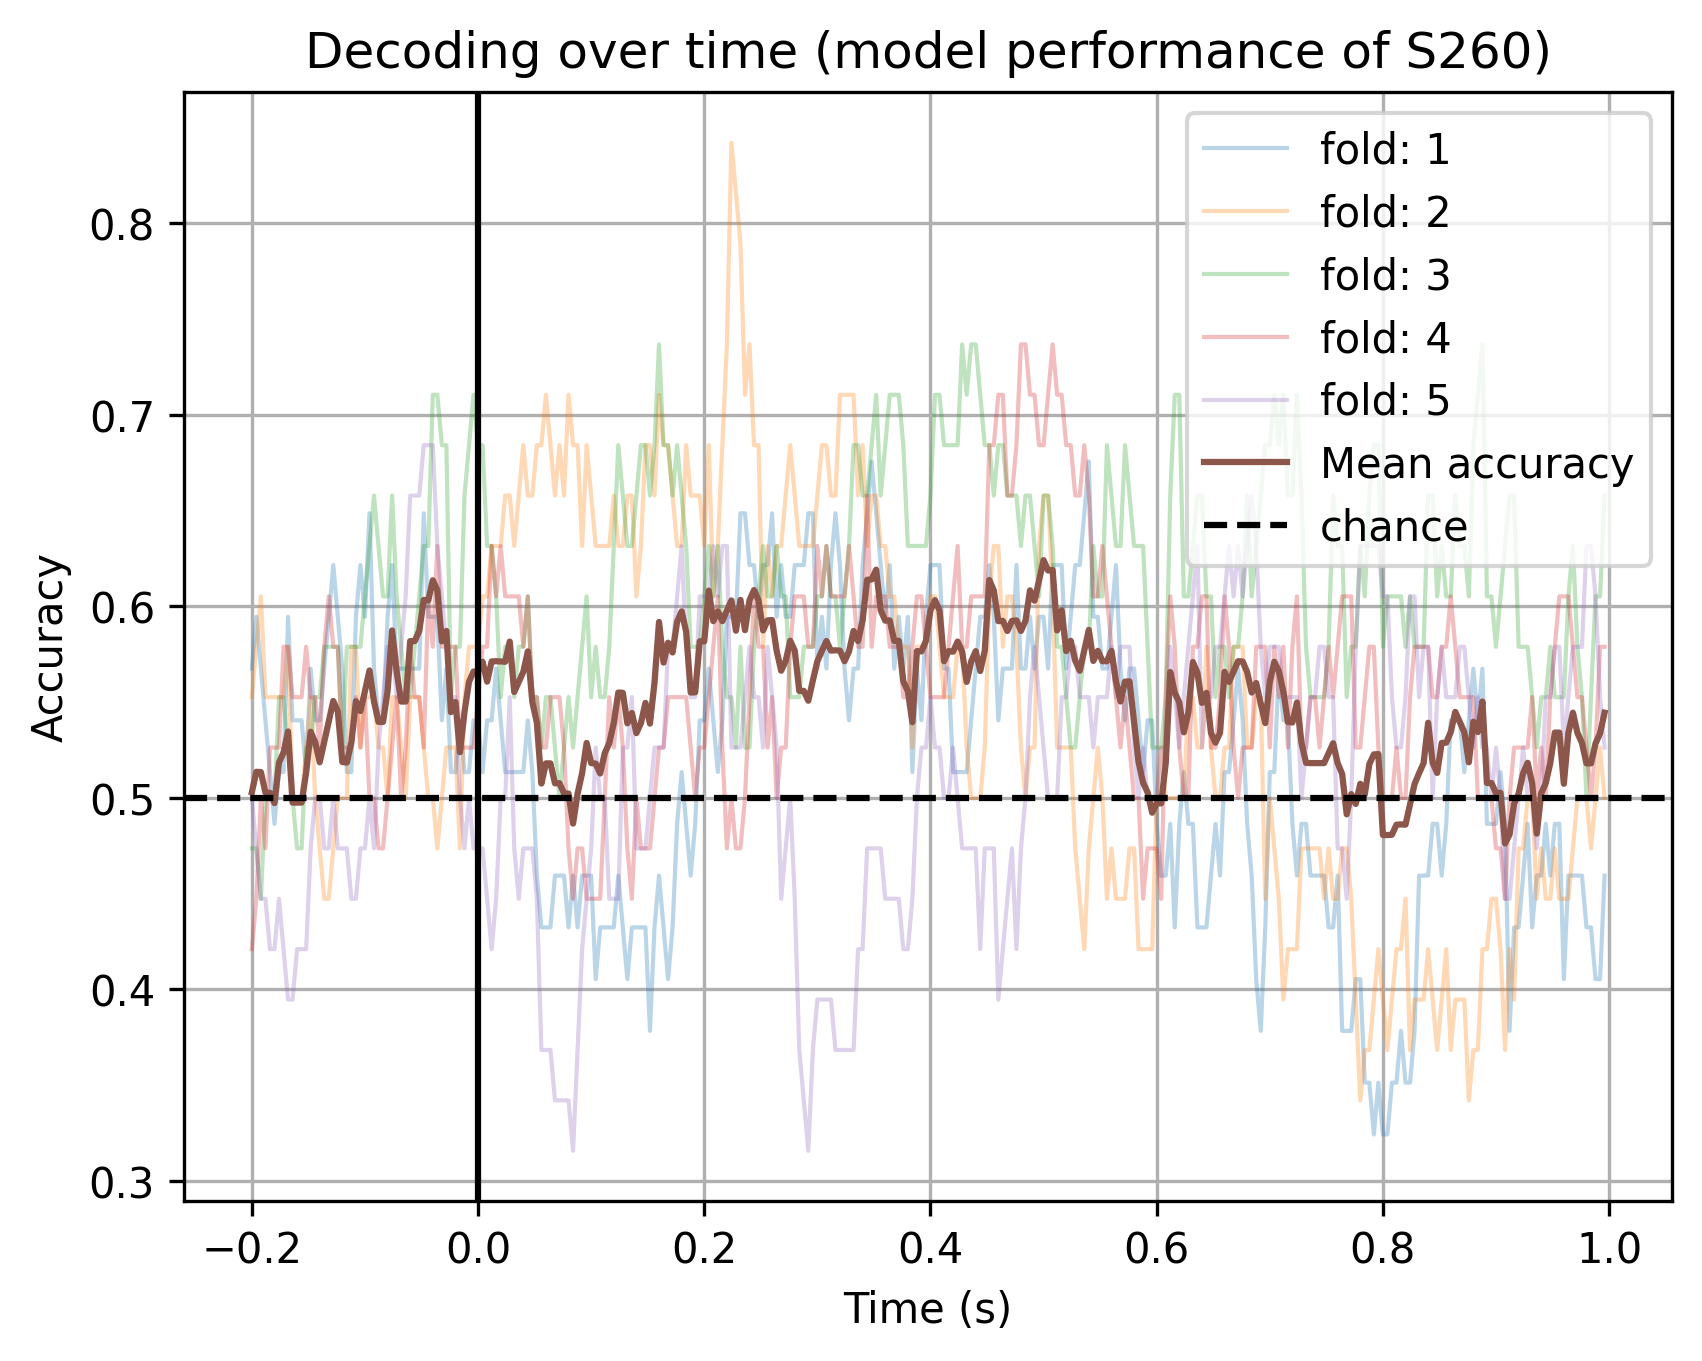 Decoding over time (model performance of S260)
fold: 1
fold: 2
fold: 3
fold: 4
fold: 5
Mean accuracy
chance
Accuracy
0.8
0.7
0.6
0.5
0.4
0.3
−0.2 0.0 0.2 0.4 0.6 0.8 1.0
Time (s)